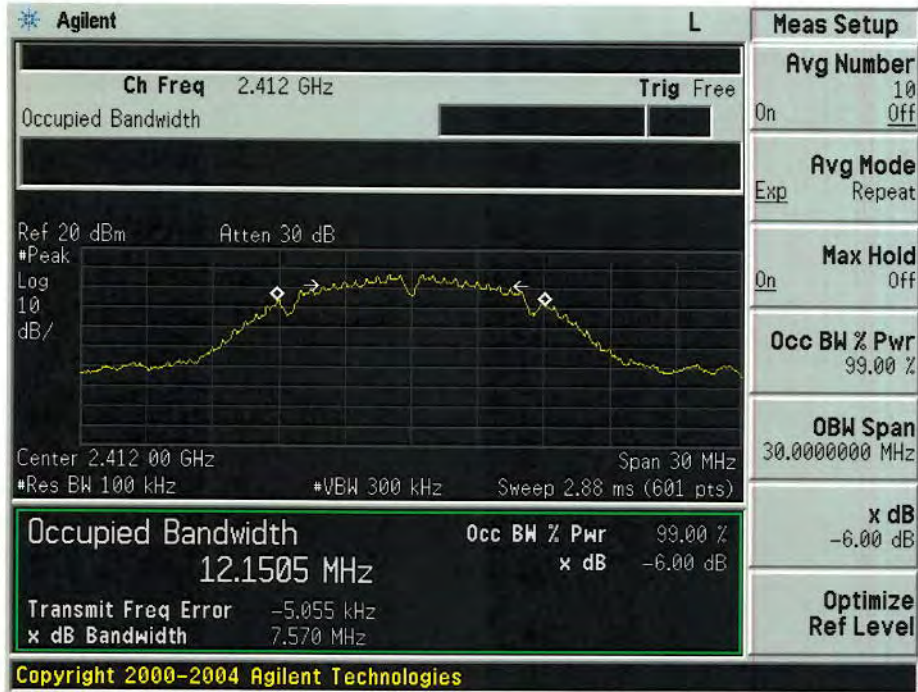 Agilent
L
Meas Setup
Ch Freq 2.412 GHz
Trig Free
Occupied Bandwidth
Avg Number
10
On Off
Avg Mode
Exp Repeat
Max Hold
On Off
Occ BW % Pwr
99.00 %
OBW Span
30.0000000 MHz
x dB
-6.00 dB
Optimize
Ref Level
Ref 20 dBm Atten 30 dB
#Peak
Log
10
dB/
Center 2.412 00 GHz
Span 30 MHz
#Res BW 100 kHz
#VBW 300 kHz
Sweep 2.88 ms (601 pts)
Occupied Bandwidth
12.1505 MHz
Occ BW % Pwr 99.00 %
x dB -6.00 dB
Transmit Freq Error -5.055 kHz
x dB Bandwidth 7.570 MHz
Copyright 2000-2004 Agilent Technologies